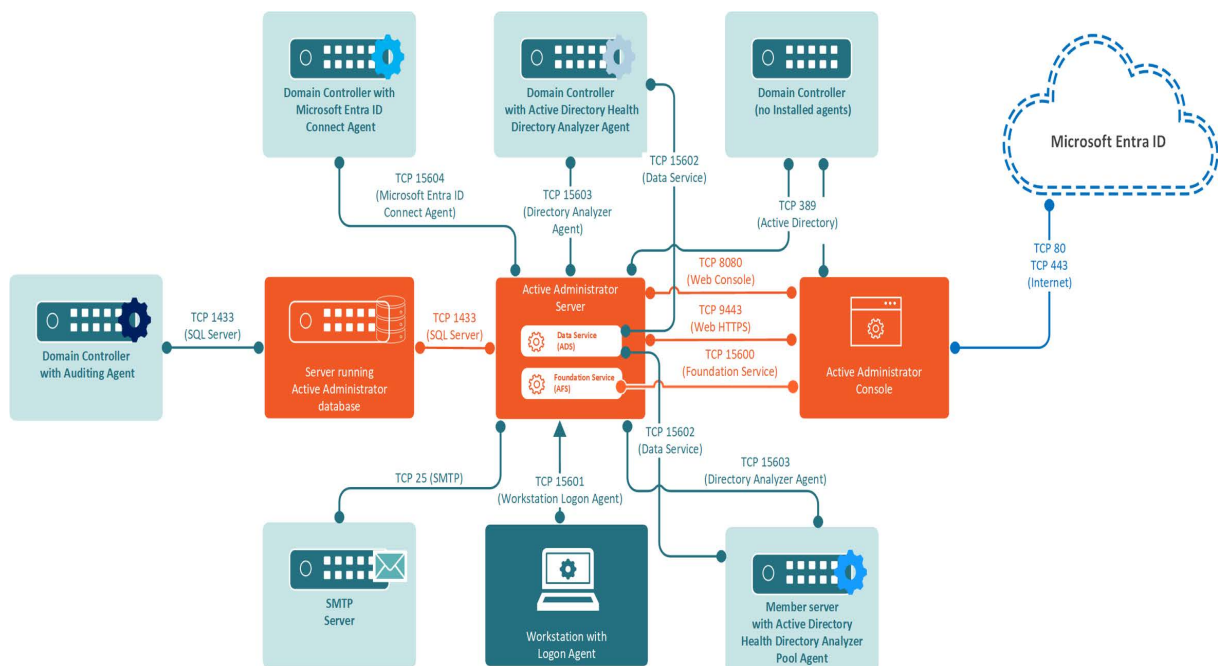 Domain Controller with
Microsoft Entra ID
Connect Agent
Domain Controller
with Active Directory Health
Directory Analyzer Agent
Domain Controller
(no Installed agents)
Microsoft Entra ID
TCP 15604
(Microsoft Entra ID
Connect Agent)
TCP 15603
(Directory Analyzer
Agent)
TCP 15602
(Data Service)
TCP 389
(Active Directory)
TCP 80
TCP 443
(Internet)
Domain Controller
with Auditing Agent
TCP 1433
(SQL Server)
Server running
Active Administrator
database
TCP 1433
(SQL Server)
Active Administrator
Server
Data Service
(ADS)
Foundation Service
(AFS)
TCP 8080
(Web Console)
TCP 9443
(Web HTTPS)
TCP 15600
(Foundation Service)
Active Administrator
Console
TCP 25 (SMTP)
TCP 15601
(Workstation Logon Agent)
TCP 15602
(Data Service)
TCP 15603
(Directory Analyzer Agent)
SMTP
Server
Workstation with
Logon Agent
Member server
with Active Directory
Health Directory Analyzer
Pool Agent